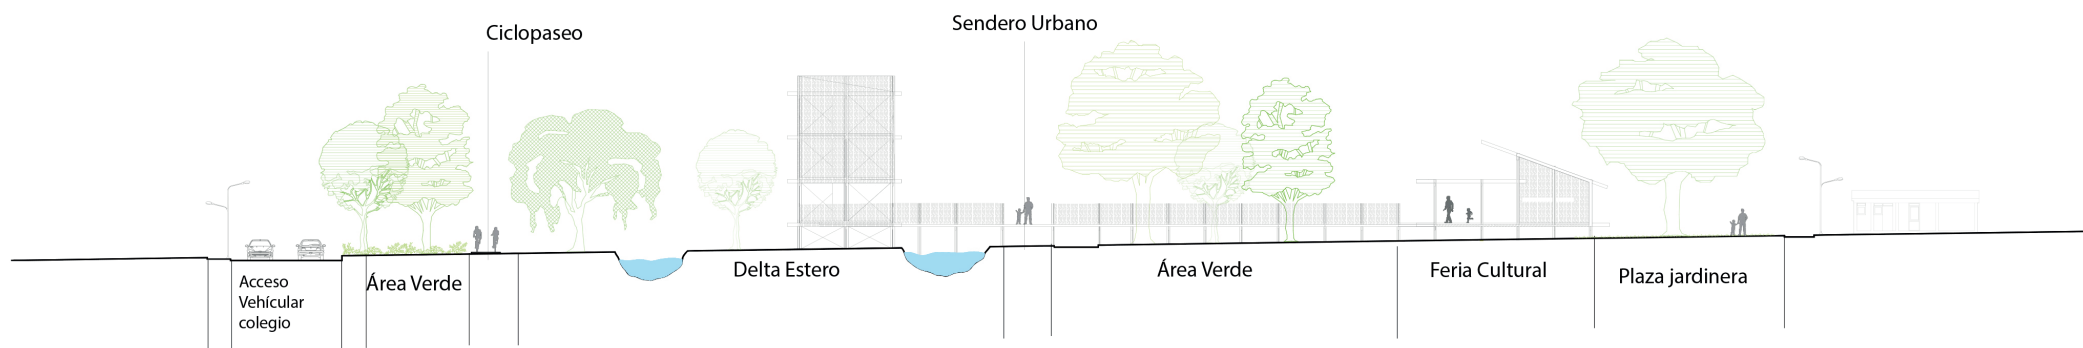 Ciclopaseo
Sendero Urbano
Acceso
Vehícular
colegio
Área Verde
Delta Estero
Área Verde
Feria Cultural
Plaza jardinera